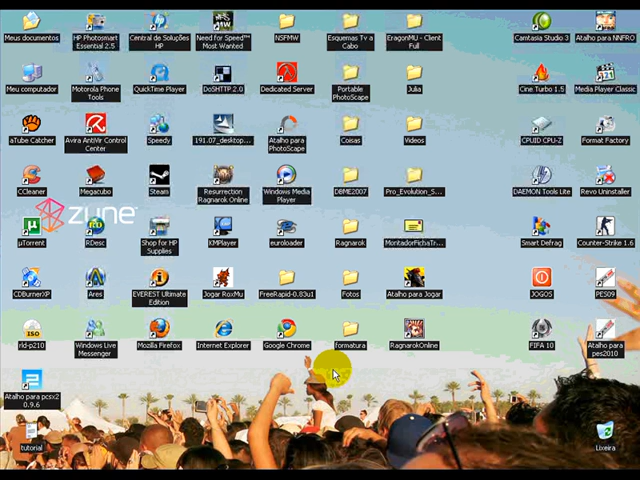 Meus documentos
HP Photosmart
Essential 2.5
Central de Soluções
HP
Need for Speed™
Most Wanted
NSFMW
Esquemas Tv a
Cabo
EragonMU - Client
Full
Camtasia Studio 3
Atalho para NNFRO
Meu computador
Motorola Phone
Tools
QuickTime Player
DoSHTTP 2.0
Dedicated Server
Portable
PhotoScape
Julia
Cine Turbo 1.5
Media Player Classic
aTube Catcher
Avira AntiVir Control
Center
Speedy
191.07_desktop...
Atalho para
PhotoScape
Coisas
Videos
CPUID CPU-Z
Format Factory
CCleaner
Megacubo
Steam
Resurrection
Ragnarok Online
Windows Media
Player
DBME2007
Pro_Evolution_S...
DAEMON Tools Lite
Revo Uninstaller
zune
µTorrent
RDesc
Shop for HP
Supplies
KMPlayer
euroloader
Ragnarok
MontadorFichaTr...
Smart Defrag
Counter-Strike 1.6
CDBurnerXP
Ares
EVEREST Ultimate
Edition
Jogar RoxMu
FreeRapid-0.83u1
Fotos
Atalho para Jogar
JOGOS
PES09
ISO
rld-p210
Windows Live
Messenger
Mozilla Firefox
Internet Explorer
Google Chrome
formatura
RagnarokOnline
FIFA 10
Atalho para
pes2010
Atalho para pcsx2
0.9.6
tutorial
Lixeira